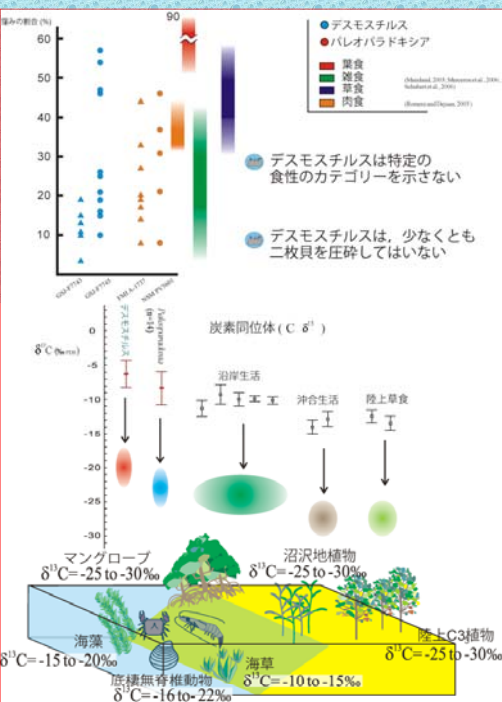 窪みの割合 (%)
90
60
50
40
30
20
10
デスモスチルス
パレオパラドキシア
葉食
雑食
草食
肉食
デスモスチルスは特定の
食性のカテゴリーを示さない
デスモスチルスは，少なくとも
二枚貝を圧砕してはいない
GSJ-F7743
GSJ-F7745
デスモスチルス
Paleoparadoxia
(n=14)
炭素同位体 ( C δ¹³ )
δ¹³C
0
-5
-10
-15
-20
-25
-30
沿岸生活
沖合生活
陸上草食
マングローブ
δ¹³C= -25 to -30‰
沼沢地植物
δ¹³C= -25 to -30‰
海藻
δ¹³C= -15 to -20‰
底棲無脊椎動物
δ¹³C= -16 to -22‰
海草
δ¹³C= -10 to -15‰
陸上C3植物
δ¹³C= -25 to -30‰